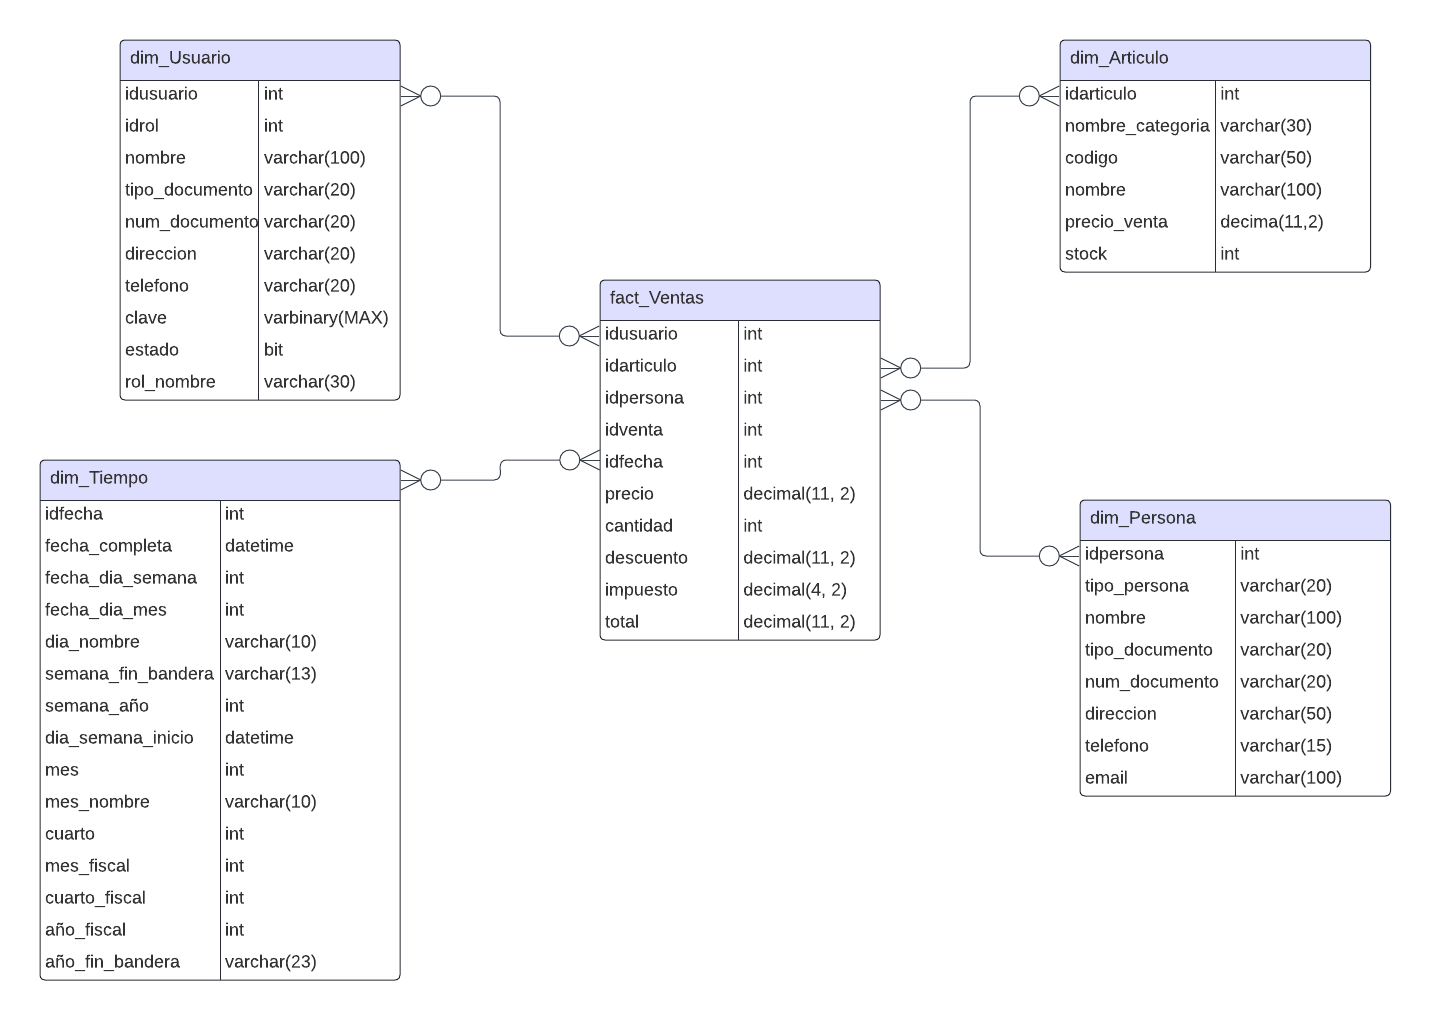 dim_Usuario
idusuario int
idrol int
nombre varchar(100)
tipo_documento varchar(20)
num_documento varchar(20)
direccion varchar(20)
telefono varchar(20)
clave varbinary(MAX)
estado bit
rol_nombre varchar(30)
dim_Articulo
idarticulo int
nombre_categoria varchar(30)
codigo varchar(50)
nombre varchar(100)
precio_venta decima(11,2)
stock int
fact_Ventas
idusuario int
idarticulo int
idpersona int
idventa int
idfecha int
precio decimal(11, 2)
cantidad int
descuento decimal(11, 2)
impuesto decimal(4, 2)
total decimal(11, 2)
dim_Tiempo
idfecha int
fecha_completa datetime
fecha_dia_semana int
fecha_dia_mes int
dia_nombre varchar(10)
semana_fin_bandera varchar(13)
semana_año int
dia_semana_inicio datetime
mes int
mes_nombre varchar(10)
cuarto int
mes_fiscal int
cuarto_fiscal int
año_fiscal int
año_fin_bandera varchar(23)
dim_Persona
idpersona int
tipo_persona varchar(20)
nombre varchar(100)
tipo_documento varchar(20)
num_documento varchar(20)
direccion varchar(50)
telefono varchar(15)
email varchar(100)